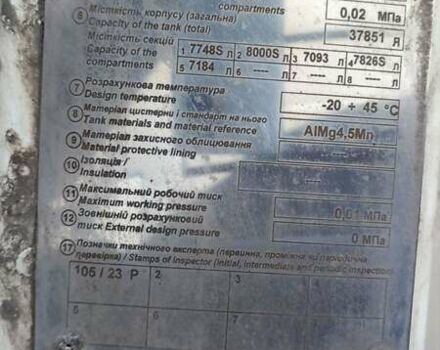 compartments
0,02 МПа
6 Місткість корпусу (загальна)
Capacity of the tank (total)
37851 л
Місткість секцій
Capacity of the
compartments
1 7748S л 2 8000S л 3 7093 л 4 7826S л
5 7184 л 6 ---- л 7 ---- л 8 ---- л
7 Розрахункова температура
Design temperature
-20 ÷ 45 °C
8 Матеріал цистерни і стандарт на нього
Tank materials and material reference
AlMg4,5Mn
9 Матеріал захисного облицювання
Material protective lining
----
10 Ізоляція /
Insulation
---
11 Максимальний робочий тиск
Maximum working pressure
0,01 МПа
12 Зовнішній розрахунковий
тиск External design pressure
0 МПа
17 Позначки технічного експерта (первинна, проміжна чи періодична
перевірка) / Stamps of Inspector (Initial, intermediate and periodic inspection
105 / 23 P 2 3
5 6 7